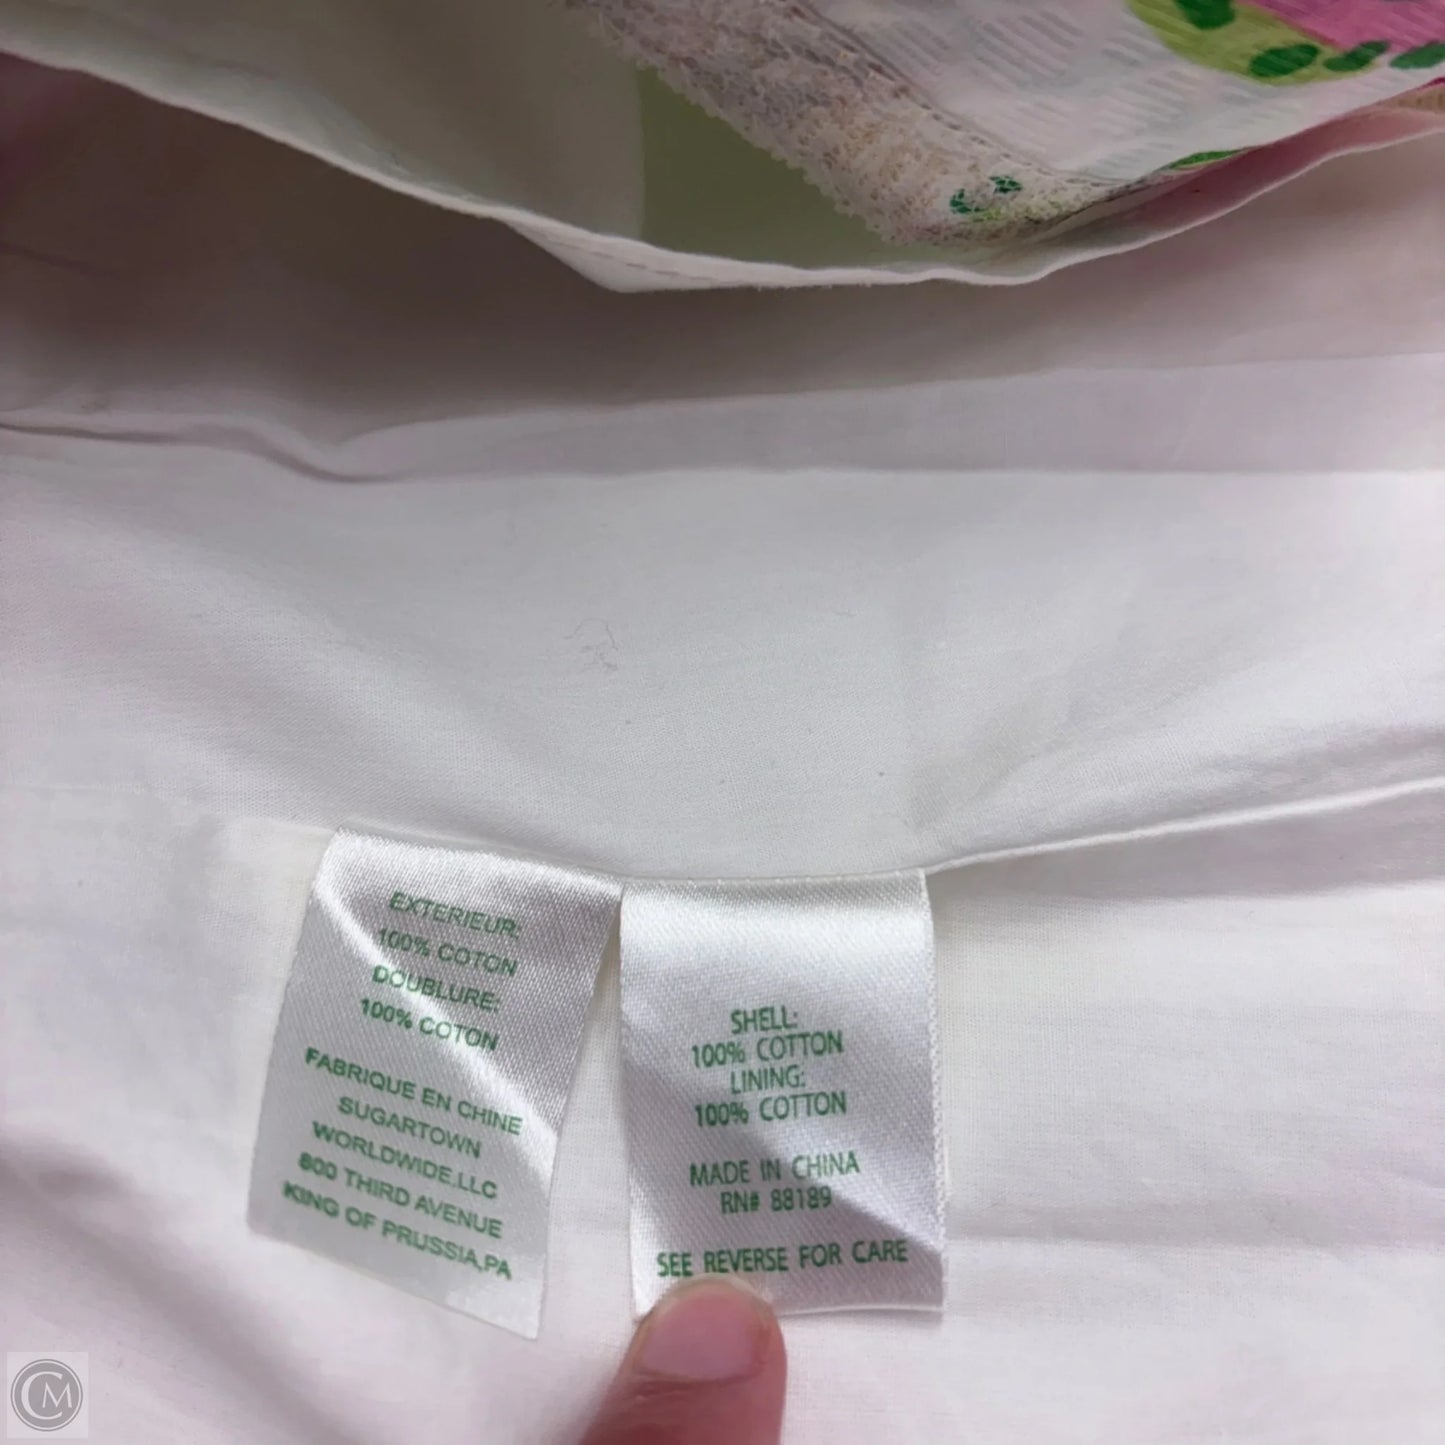 EXTERIEUR:
100% COTON
DOUBLURE:
100% COTON
FABRIQUE EN CHINE
SUGARTOWN
WORLDWIDE,LLC
800 THIRD AVENUE
KING OF PRUSSIA,PA
SHELL:
100% COTTON
LINING:
100% COTTON
MADE IN CHINA
RN# 88189
SEE REVERSE FOR CARE
CM